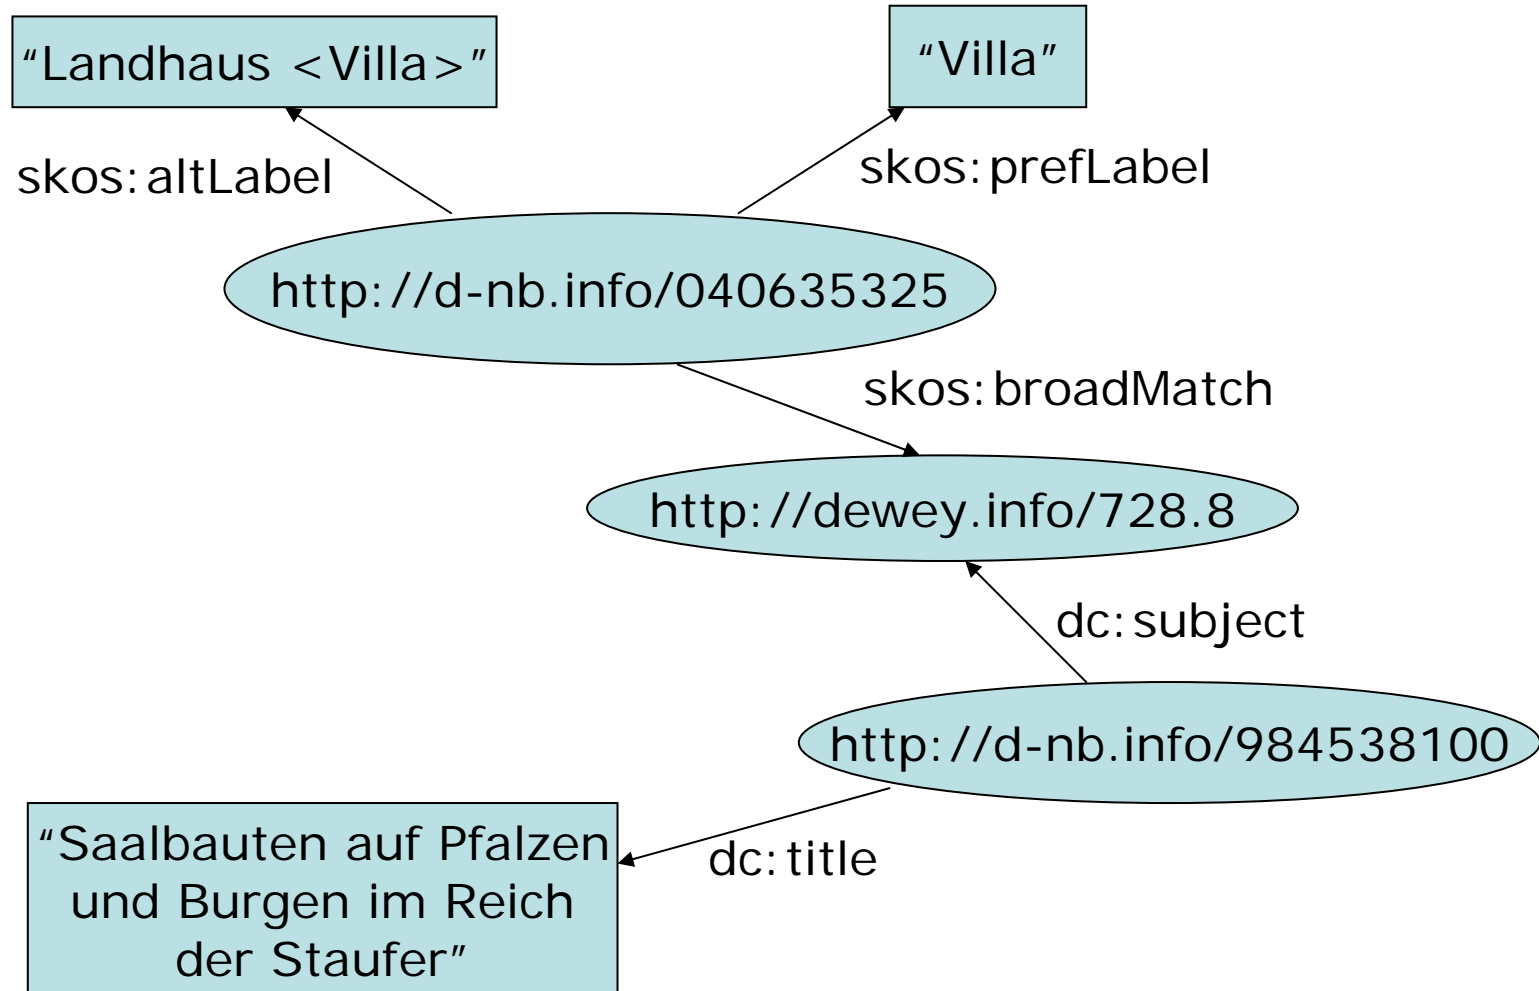 “Landhaus <Villa>”
“Villa”
skos:altLabel
skos:prefLabel
http://d-nb.info/040635325
skos:broadMatch
http://dewey.info/728.8
dc:subject
http://d-nb.info/984538100
dc:title
“Saalbauten auf Pfalzen
und Burgen im Reich
der Staufer”